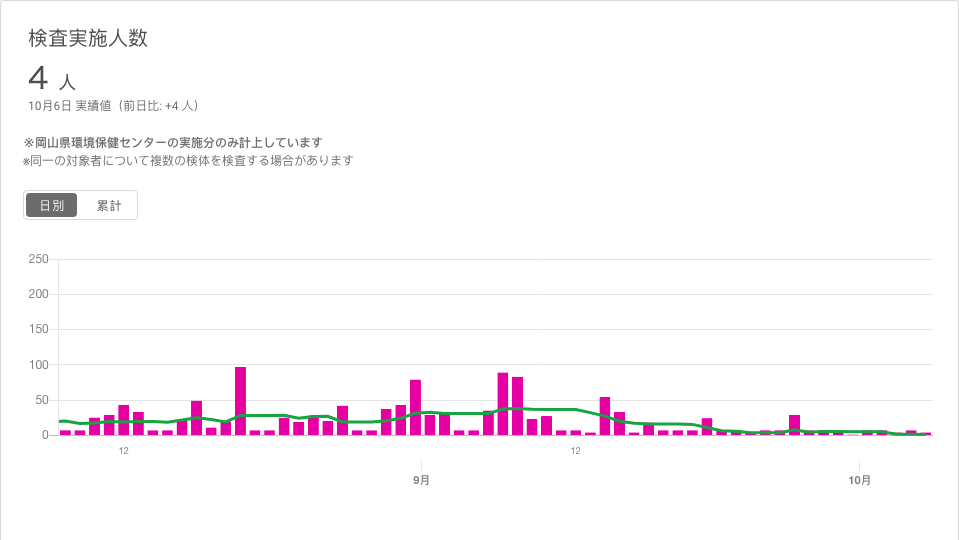 検査実施人数
4 人
10月6日 実績値（前日比: +4 人）
※岡山県環境保健センターの実施分のみ計上しています
※同一の対象者について複数の検体を検査する場合があります
日別 累計
250
200
150
100
50
0
12 12
9月 10月